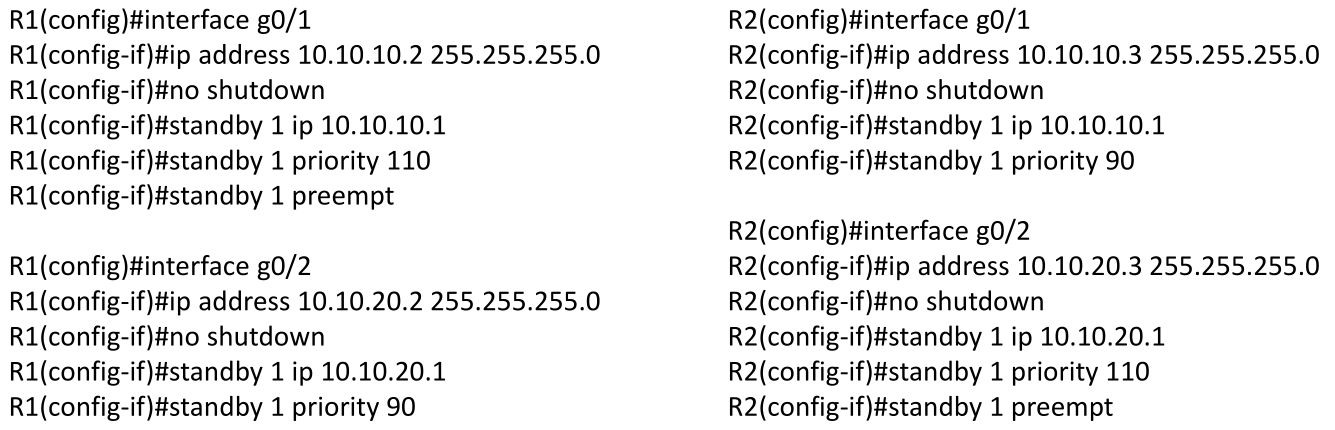 R1(config)#interface g0/1
R1(config-if)#ip address 10.10.10.2 255.255.255.0
R1(config-if)#no shutdown
R1(config-if)#standby 1 ip 10.10.10.1
R1(config-if)#standby 1 priority 110
R1(config-if)#standby 1 preempt
R1(config)#interface g0/2
R1(config-if)#ip address 10.10.20.2 255.255.255.0
R1(config-if)#no shutdown
R1(config-if)#standby 1 ip 10.10.20.1
R1(config-if)#standby 1 priority 90
R2(config)#interface g0/1
R2(config-if)#ip address 10.10.10.3 255.255.255.0
R2(config-if)#no shutdown
R2(config-if)#standby 1 ip 10.10.10.1
R2(config-if)#standby 1 priority 90
R2(config)#interface g0/2
R2(config-if)#ip address 10.10.20.3 255.255.255.0
R2(config-if)#no shutdown
R2(config-if)#standby 1 ip 10.10.20.1
R2(config-if)#standby 1 priority 110
R2(config-if)#standby 1 preempt